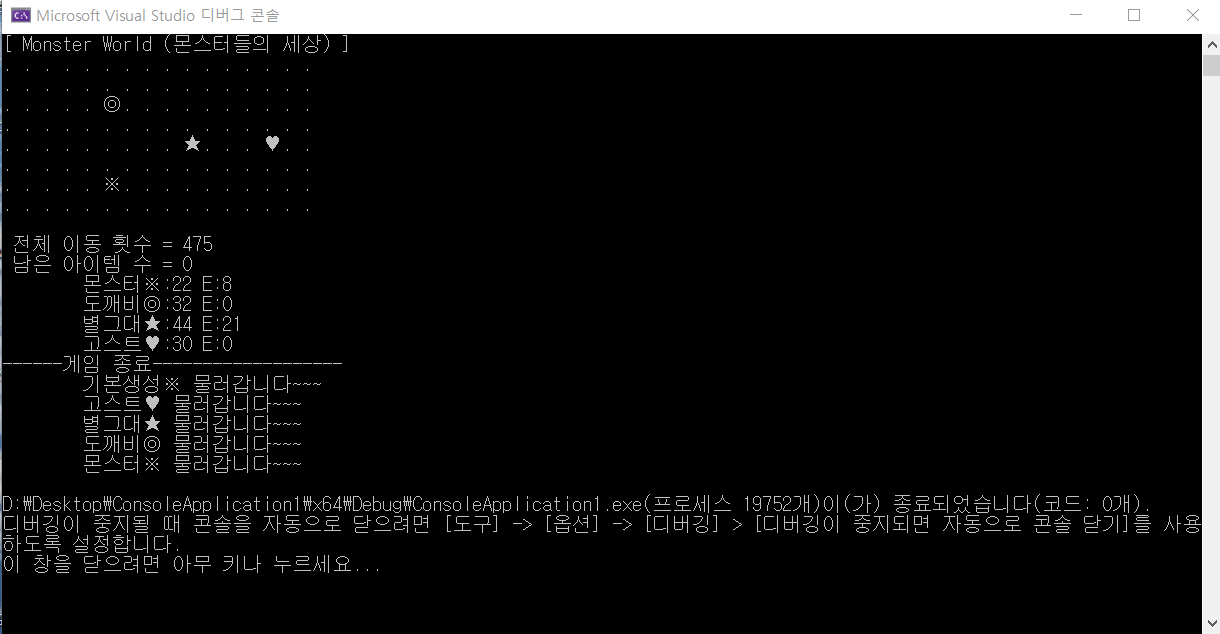 Microsoft Visual Studio 디버그 콘솔
[ Monster World (몬스터들의 세상) ]
. . . . . . . . . . . . . . . .
. . . . . . . . . . . . . . . .
. . . . . ◎. . . . . . . . . .
. . . . . . . . . . . . . . . .
. . . . . . . . . ★. . . ♥. .
. . . . . . . . . . . . . . . .
. . . . . ※. . . . . . . . . .
. . . . . . . . . . . . . . . .
전체 이동 횟수 = 475
남은 아이템 수 = 0
몬스터※:22 E:8
도깨비◎:32 E:0
별그대★:44 E:21
고스트♥:30 E:0
------게임 종료-------------------
기본생성※ 물러갑니다~~~
고스트♥ 물러갑니다~~~
별그대★ 물러갑니다~~~
도깨비◎ 물러갑니다~~~
몬스터※ 물러갑니다~~~
D:₩Desktop₩ConsoleApplication1₩x64₩Debug₩ConsoleApplication1.exe(프로세스 19752개)이(가) 종료되었습니다(코드: 0개).
디버깅이 중지될 때 콘솔을 자동으로 닫으려면 [도구] -> [옵션] -> [디버깅] > [디버깅이 중지되면 자동으로 콘솔 닫기]를 사용
하도록 설정합니다.
이 창을 닫으려면 아무 키나 누르세요...